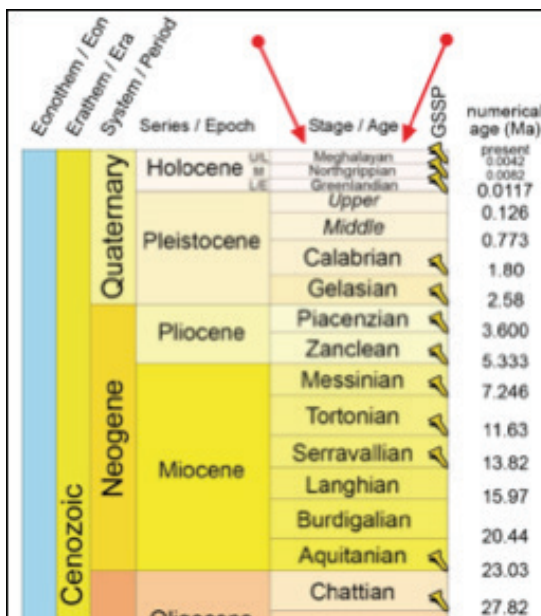 Eonothem / Eon
Erathem / Era
System / Period
Series / Epoch
Stage / Age
GSSP
numerical
age (Ma)
Cenozoic
Quaternary
Holocene
U/L
M
L/E
Meghalayan
Northgrippian
Greenlandian
Pleistocene
Upper
Middle
Calabrian
Gelasian
Neogene
Pliocene
Piacenzian
Zanclean
Miocene
Messinian
Tortonian
Serravallian
Langhian
Burdigalian
Aquitanian
Oligocene
Chattian
present
0.0042
0.0082
0.0117
0.126
0.773
1.80
2.58
3.600
5.333
7.246
11.63
13.82
15.97
20.44
23.03
27.82